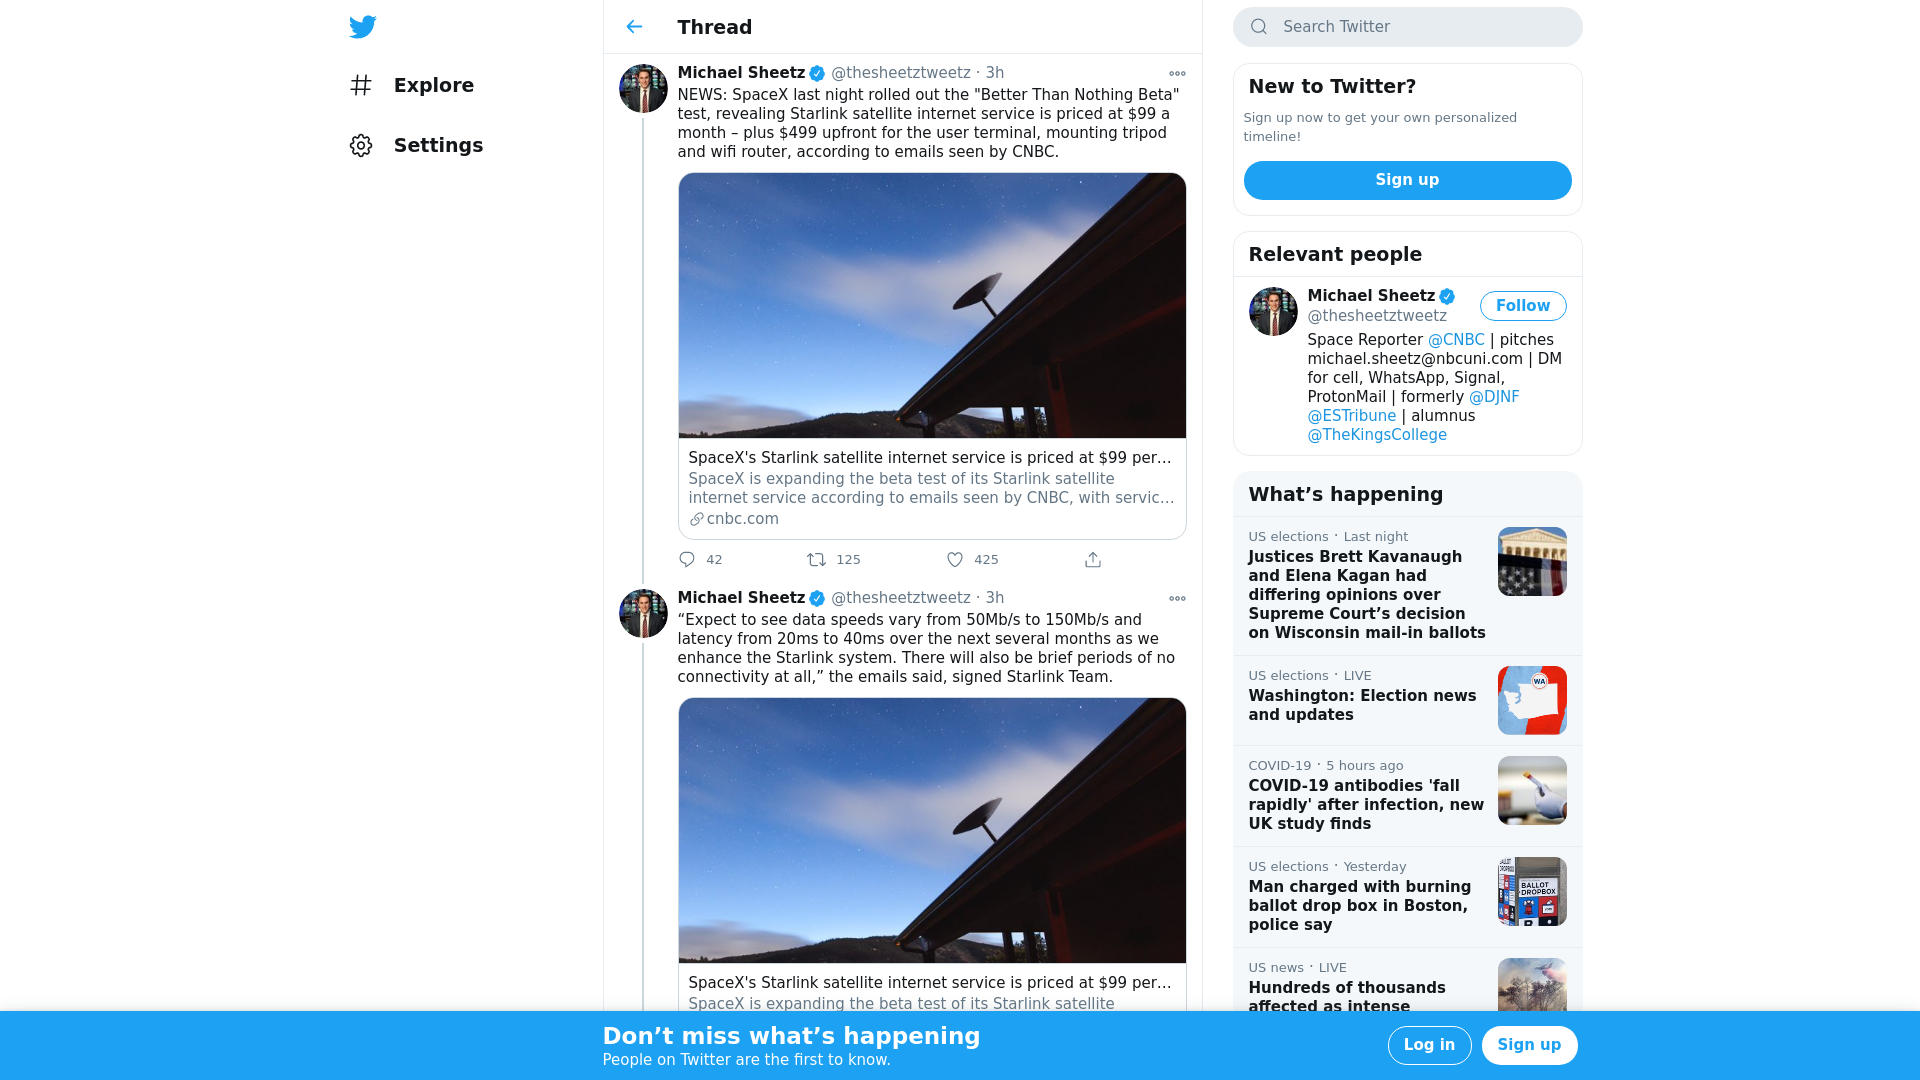 Explore
Settings
Thread
Michael Sheetz @thesheetztweetz · 3h
NEWS: SpaceX last night rolled out the "Better Than Nothing Beta"
test, revealing Starlink satellite internet service is priced at $99 a
month – plus $499 upfront for the user terminal, mounting tripod
and wifi router, according to emails seen by CNBC.
SpaceX's Starlink satellite internet service is priced at $99 per…
SpaceX is expanding the beta test of its Starlink satellite
internet service according to emails seen by CNBC, with servic…
cnbc.com
42 125 425
Michael Sheetz @thesheetztweetz · 3h
“Expect to see data speeds vary from 50Mb/s to 150Mb/s and
latency from 20ms to 40ms over the next several months as we
enhance the Starlink system. There will also be brief periods of no
connectivity at all,” the emails said, signed Starlink Team.
SpaceX's Starlink satellite internet service is priced at $99 per…
SpaceX is expanding the beta test of its Starlink satellite
Search Twitter
New to Twitter?
Sign up now to get your own personalized
timeline!
Sign up
Relevant people
Michael Sheetz
@thesheetztweetz
Follow
Space Reporter @CNBC | pitches
michael.sheetz@nbcuni.com | DM
for cell, WhatsApp, Signal,
ProtonMail | formerly @DJNF
@ESTribune | alumnus
@TheKingsCollege
What’s happening
US elections · Last night
Justices Brett Kavanaugh
and Elena Kagan had
differing opinions over
Supreme Court’s decision
on Wisconsin mail-in ballots
US elections · LIVE
Washington: Election news
and updates
WA
COVID-19 · 5 hours ago
COVID-19 antibodies 'fall
rapidly' after infection, new
UK study finds
US elections · Yesterday
Man charged with burning
ballot drop box in Boston,
police say
BALLOT
DROPBOX
US news · LIVE
Hundreds of thousands
affected as intense
Don’t miss what’s happening
People on Twitter are the first to know.
Log in
Sign up